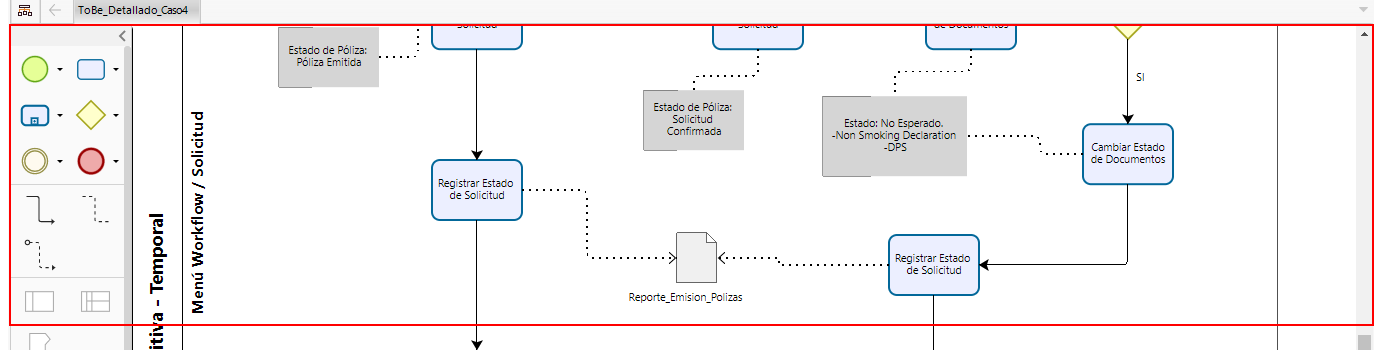 ToBe_Detallado_Caso4
Solicitud
Solicitud
de Documentos
Estado de Póliza:
Póliza Emitida
SI
Estado de Póliza:
Solicitud
Confirmada
Estado: No Esperado.
-Non Smoking Declaration
-DPS
Cambiar Estado
de Documentos
Registrar Estado
de Solicitud
Registrar Estado
de Solicitud
Reporte_Emision_Polizas
Menú Workflow / Solicitud
itiva - Temporal